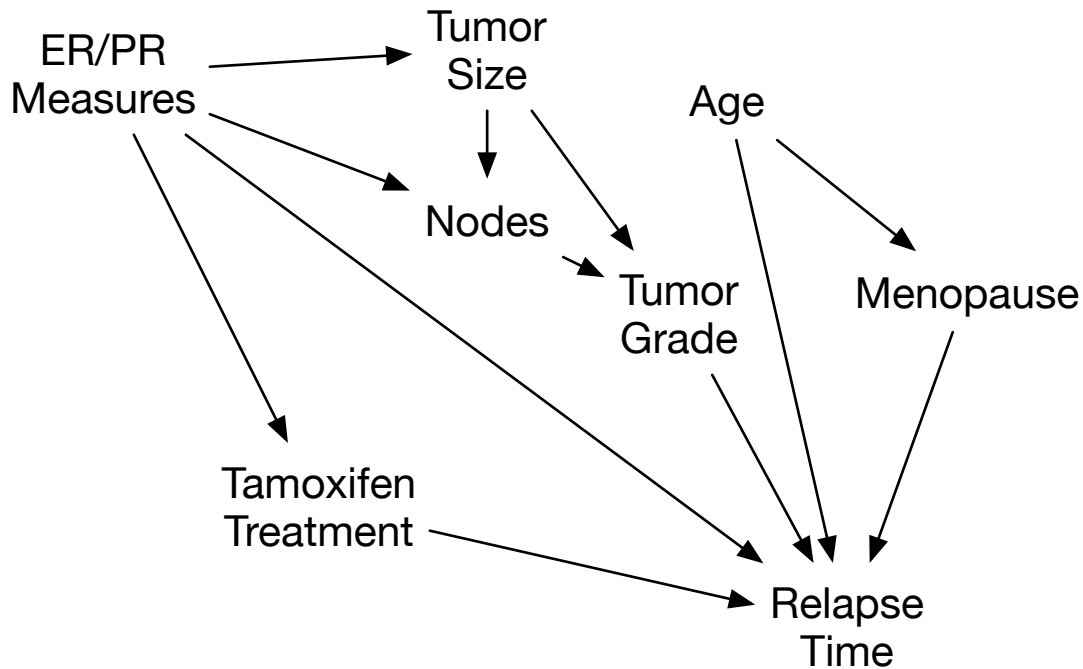 ER/PR
Measures
Tumor
Size
Age
Nodes
Tumor
Grade
Menopause
Tamoxifen
Treatment
Relapse
Time